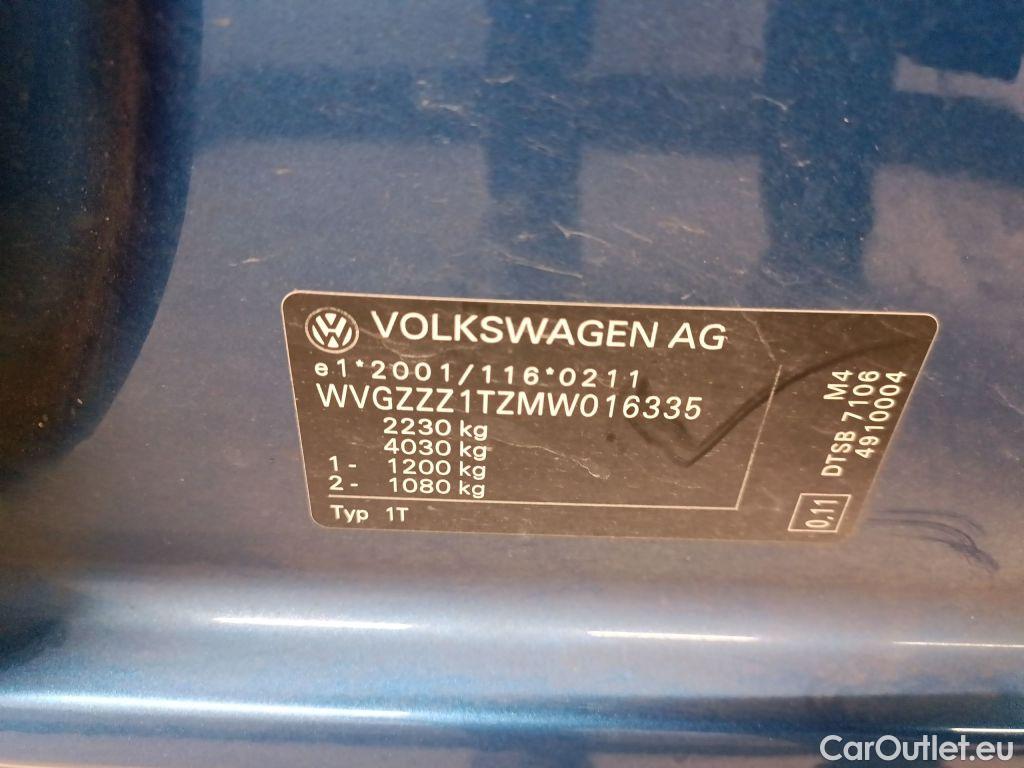 VOLKSWAGEN AG
e1*2001/116*0211
WVGZZZ1TZMW016335
2230 kg
4030 kg
1- 1200 kg
2- 1080 kg
Typ 1T
M4
DTSB 7106
4910004
0,11
CarOutlet.eu